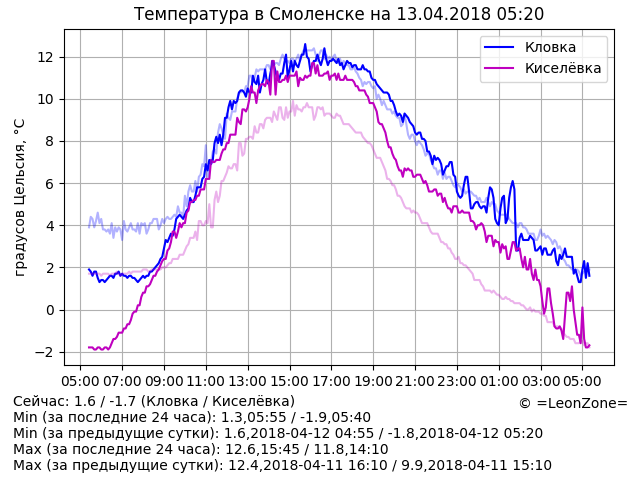 Температура в Смоленске на 13.04.2018 05:20
градусов Цельсия, °C
12
10
8
6
4
2
0
−2
Кловка
Киселёвка
05:00 07:00 09:00 11:00 13:00 15:00 17:00 19:00 21:00 23:00 01:00 03:00 05:00
Сейчас: 1.6 / -1.7 (Кловка / Киселёвка)
© =LeonZone=
Min (за последние 24 часа): 1.3,05:55 / -1.9,05:40
Min (за предыдущие сутки): 1.6,2018-04-12 04:55 / -1.8,2018-04-12 05:20
Max (за последние 24 часа): 12.6,15:45 / 11.8,14:10
Max (за предыдущие сутки): 12.4,2018-04-11 16:10 / 9.9,2018-04-11 15:10